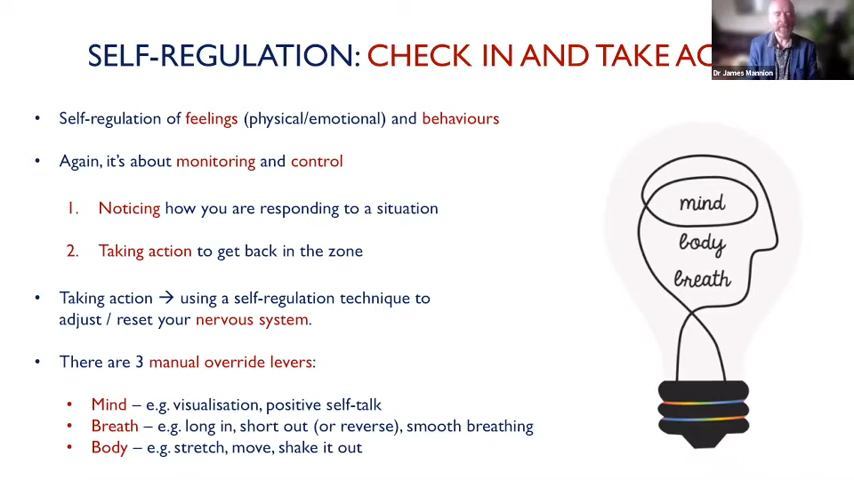 SELF-REGULATION: CHECK IN AND TAKE AC
Dr James Mannion
• Self-regulation of feelings (physical/emotional) and behaviours
• Again, it's about monitoring and control
1. Noticing how you are responding to a situation
2. Taking action to get back in the zone
• Taking action → using a self-regulation technique to
adjust / reset your nervous system.
• There are 3 manual override levers:
• Mind – e.g. visualisation, positive self-talk
• Breath – e.g. long in, short out (or reverse), smooth breathing
• Body – e.g. stretch, move, shake it out
mind
body
breath